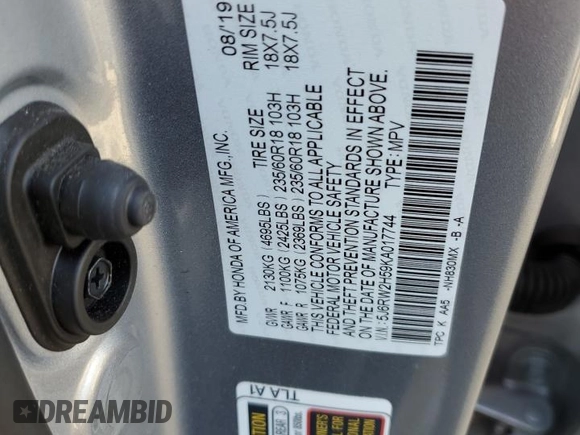 MFD.BY HONDA OF AMERICA MFG.,INC. 08/'19
TIRE SIZE RIM SIZE
GVWR 2130KG (4695LBS)
GAWR F 1100KG (2425LBS) 235/60R18 103H 18X7.5J
GAWR R 1075KG (2369LBS) 235/60R18 103H 18X7.5J
THIS VEHICLE CONFORMS TO ALL APPLICABLE
FEDERAL MOTOR VEHICLE SAFETY
AND THEFT PREVENTION STANDARDS IN EFFECT
ON THE DATE OF MANUFACTURE SHOWN ABOVE.
V.I.N.:5J6RW2H59KA017744 TYPE:MPV
TPC K AA5 -NH830MX -B -A
TLA A1
REAR 3
DREAMBID